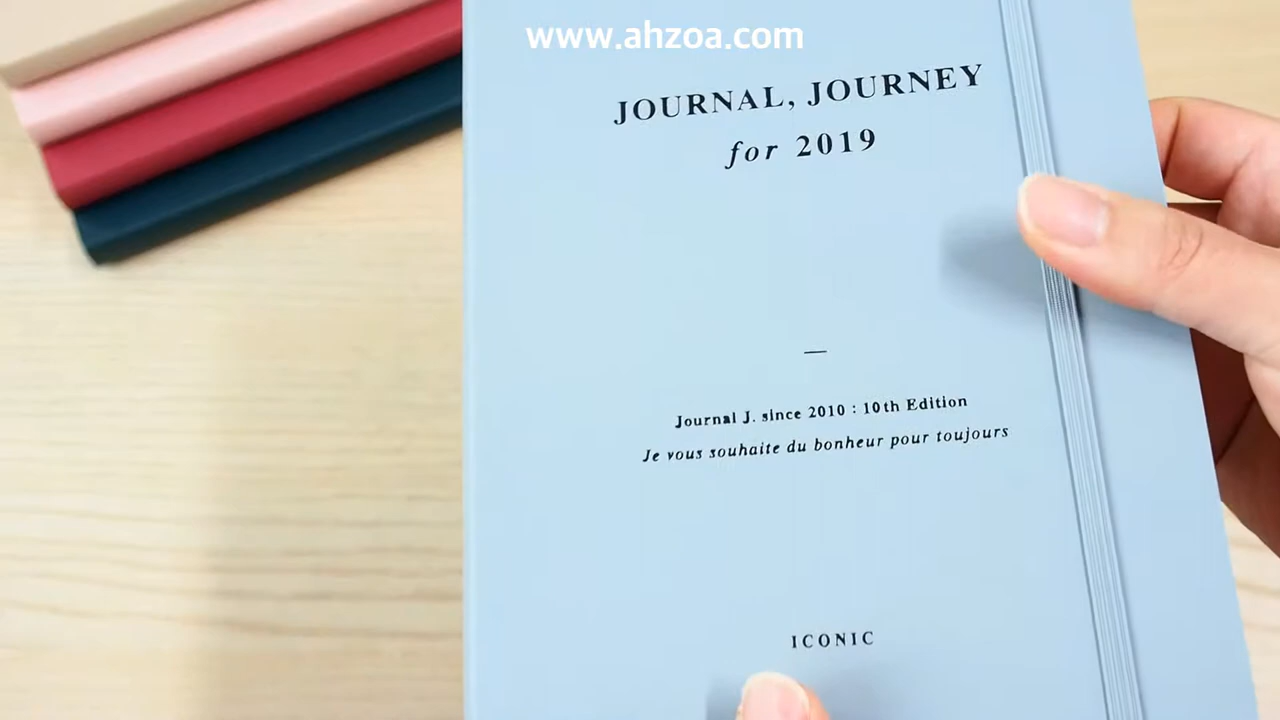 www.ahzoa.com
JOURNAL, JOURNEY
for 2019
—
Journal J. since 2010 : 10th Edition
Je vous souhaite du bonheur pour toujours
ICONIC